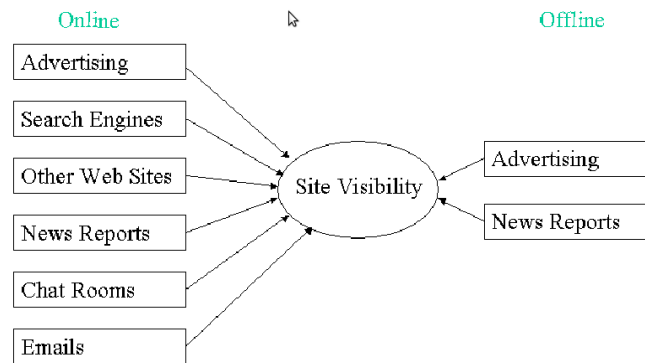 Online
Offline
Advertising
Search Engines
Other Web Sites
News Reports
Chat Rooms
Emails
Site Visibility
Advertising
News Reports